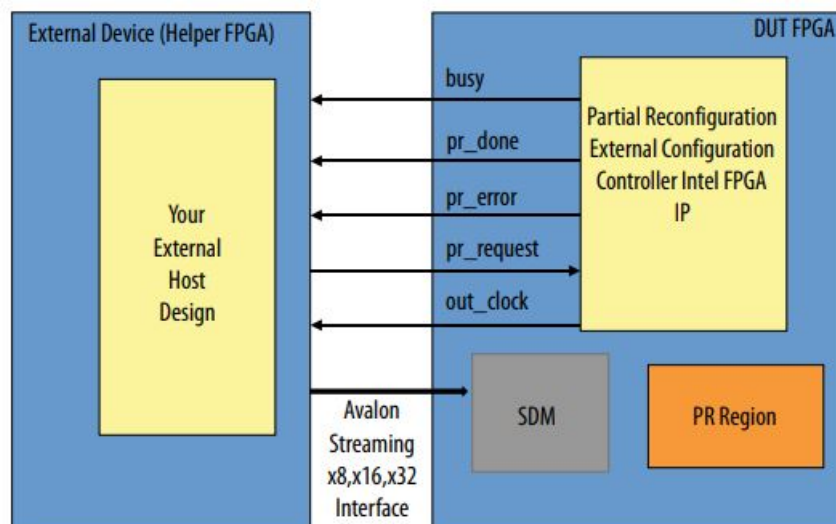 External Device (Helper FPGA)
DUT FPGA
Your
External
Host
Design
busy
pr_done
pr_error
pr_request
out_clock
Partial Reconfiguration
External Configuration
Controller Intel FPGA
IP
Avalon
Streaming
x8,x16,x32
Interface
SDM
PR Region